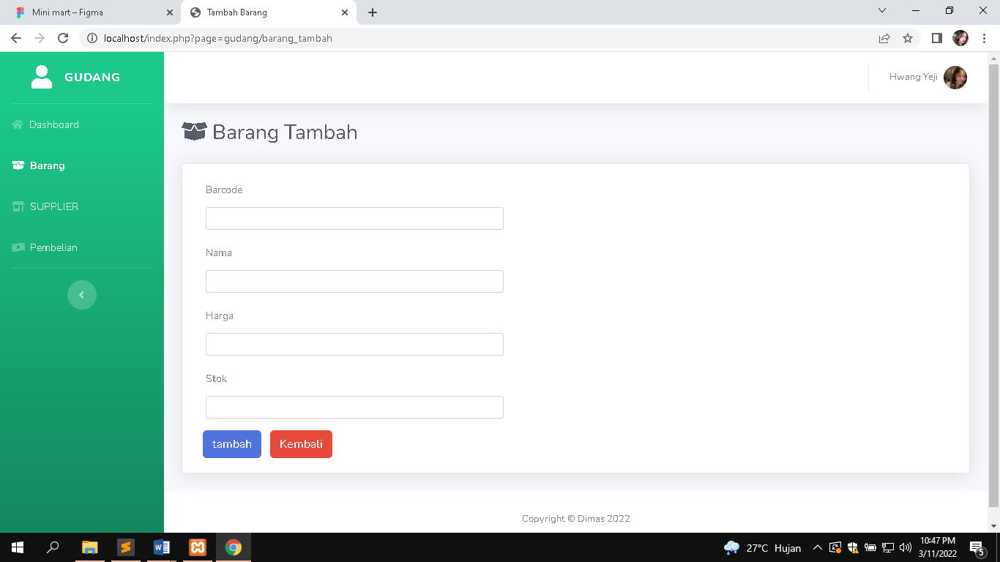 Mini mart – Figma
Tambah Barang
localhost/index.php?page=gudang/barang_tambah
GUDANG
Hwang Yeji
Dashboard
Barang
SUPPLIER
Pembelian
Barang Tambah
Barcode
Nama
Harga
Stok
tambah
Kembali
Copyright © Dimas 2022
27°C Hujan
10:47 PM
3/11/2022
5